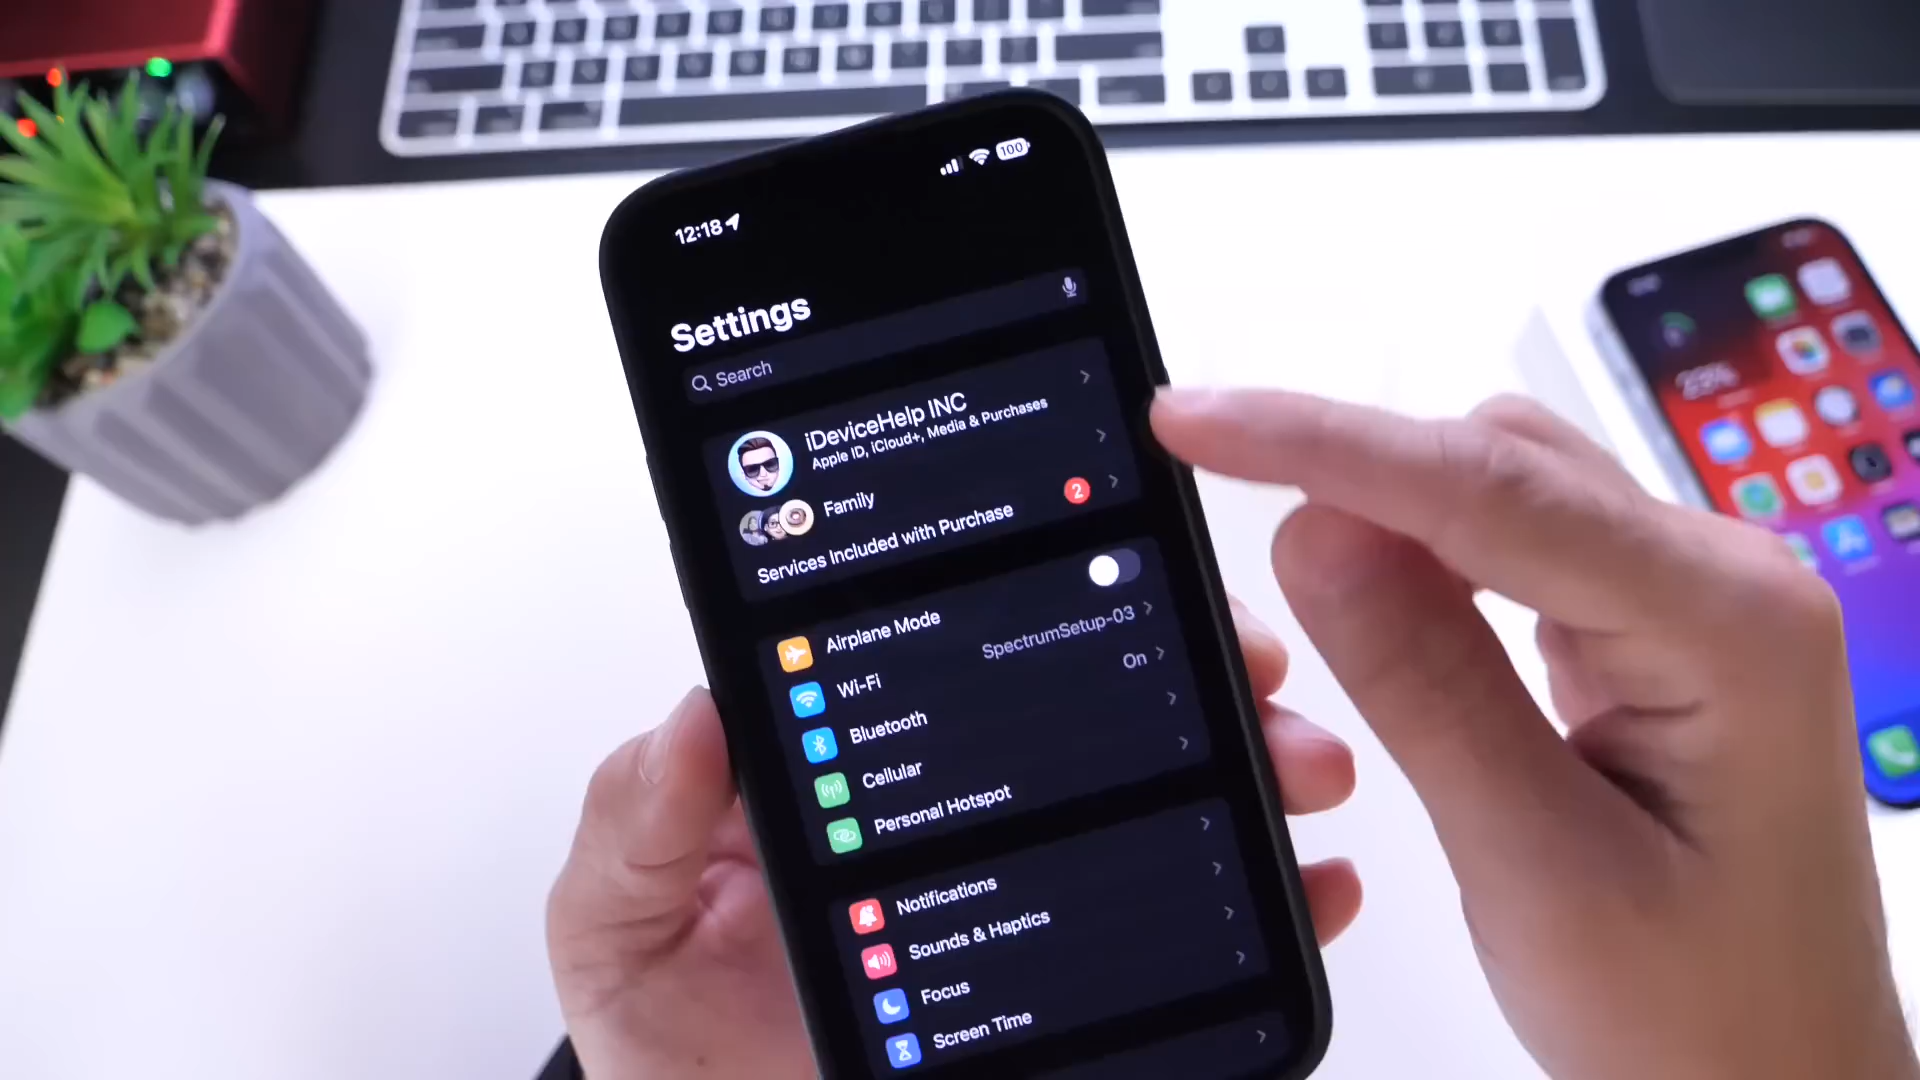 12:18
100
Settings
Search
iDeviceHelp INC
Apple ID, iCloud+, Media & Purchases
Family
Services Included with Purchase
2
Airplane Mode
Wi-Fi
SpectrumSetup-03
Bluetooth
On
Cellular
Personal Hotspot
Notifications
Sounds & Haptics
Focus
Screen Time
23%